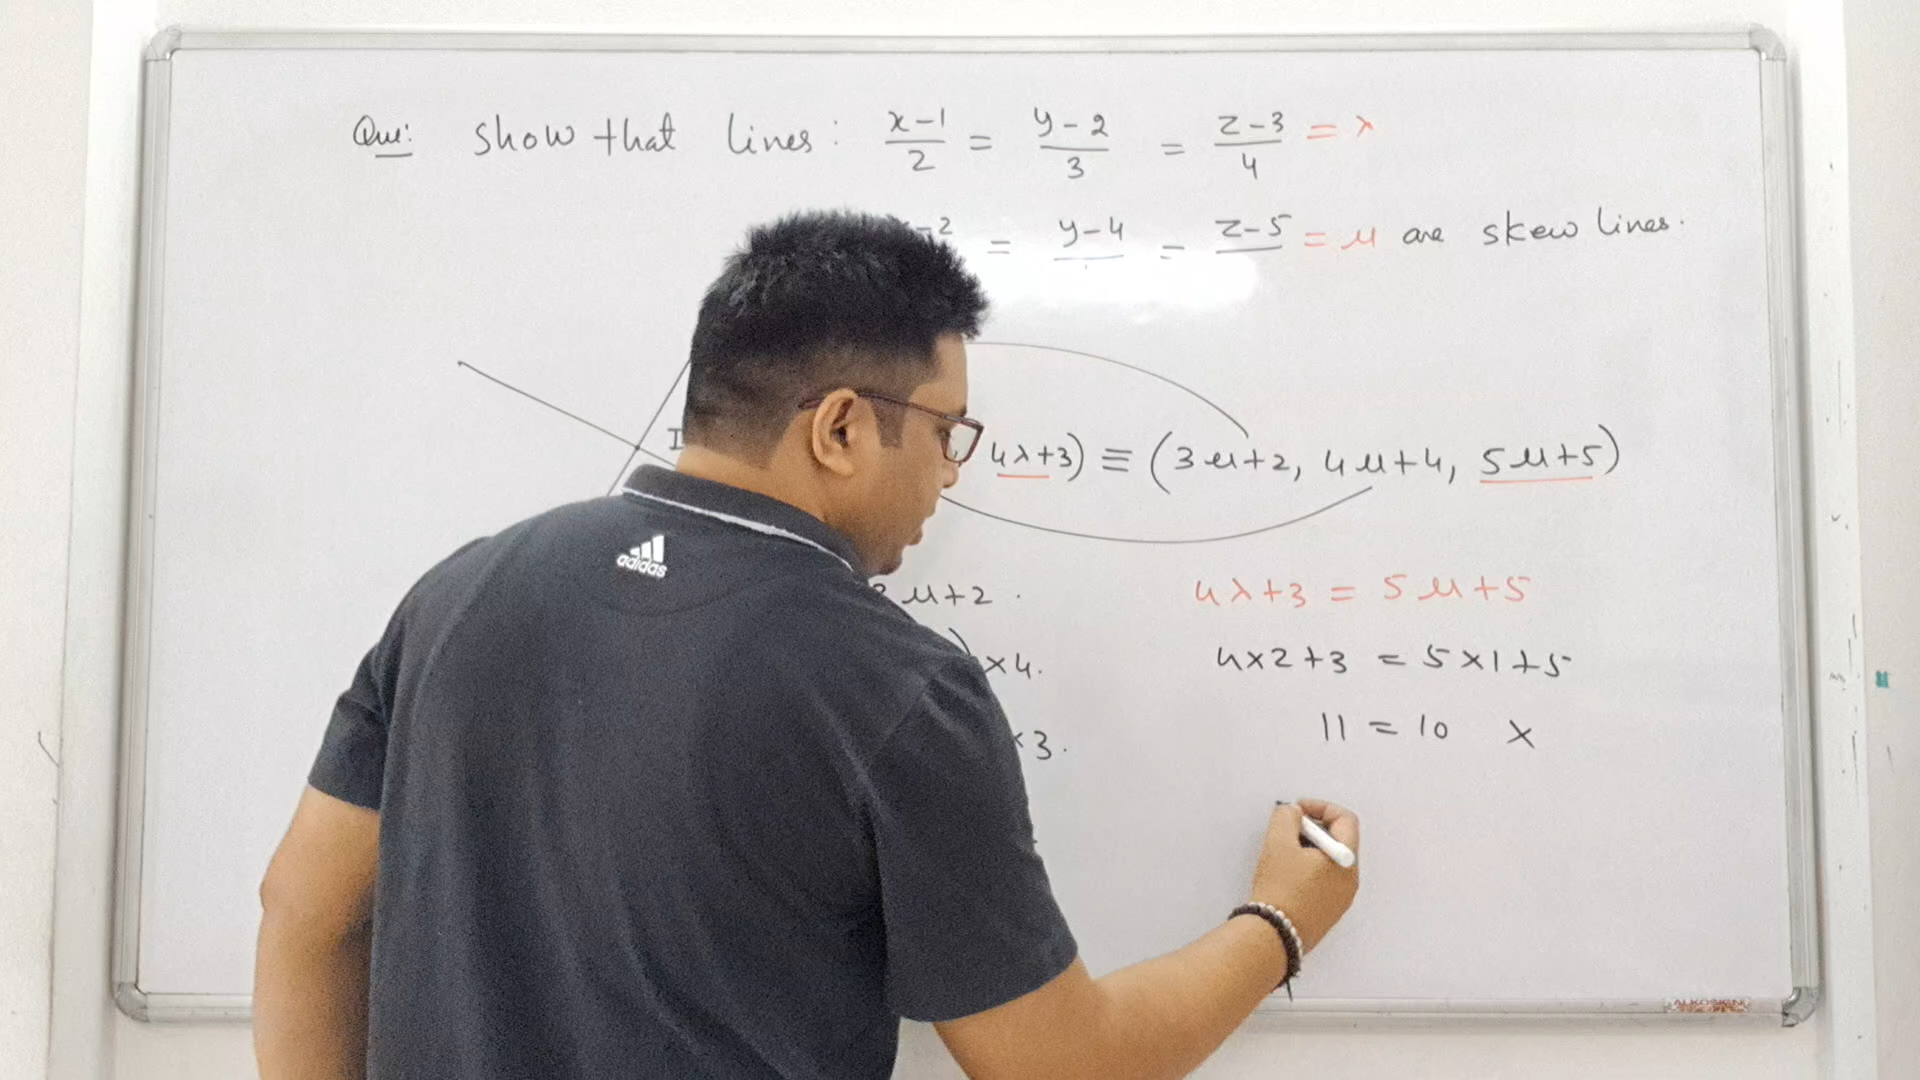 Que: Show that lines: x-1/2 = y-2/3 = z-3/4 = λ
-2 = y-4 = z-5 = μ are skew lines.
I
4λ+3) ≡ (3μ+2, 4μ+4, 5μ+5)
adidas
μ+2 .
4λ+3 = 5μ+5
)×4.
4×2+3 = 5×1+5
×3.
11 = 10 ×
ALKOSIGN